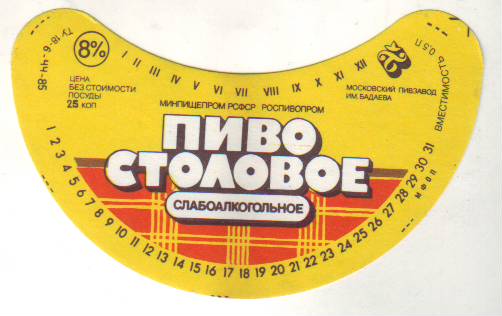 ТУ 18-6-44-85
8%
I II III IV V VI VII VIII IX X XI XII
ВМЕСТИМОСТЬ 0,5 Л
ЦЕНА
БЕЗ СТОИМОСТИ
ПОСУДЫ
25 КОП
МОСКОВСКИЙ ПИВЗАВОД
ИМ. БАДАЕВА
МИНПИЩЕПРОМ РСФСР РОСПИВОПРОМ
ПИВО
СТОЛОВОЕ
СЛАБОАЛКОГОЛЬНОЕ
1 2 3 4 5 6 7 8 9 10 11 12 13 14 15 16 17 18 19 20 21 22 23 24 25 26 27 28 29 30 31
МФОП